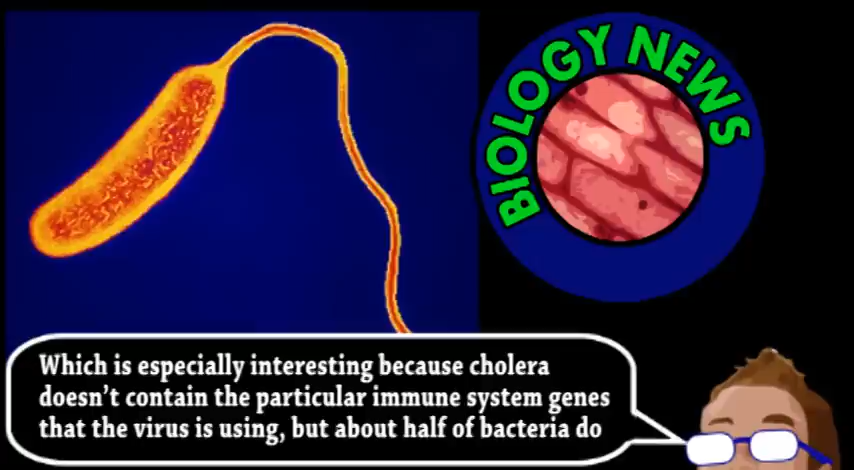 BIOLOGY NEWS
Which is especially interesting because cholera
doesn't contain the particular immune system genes
that the virus is using, but about half of bacteria do